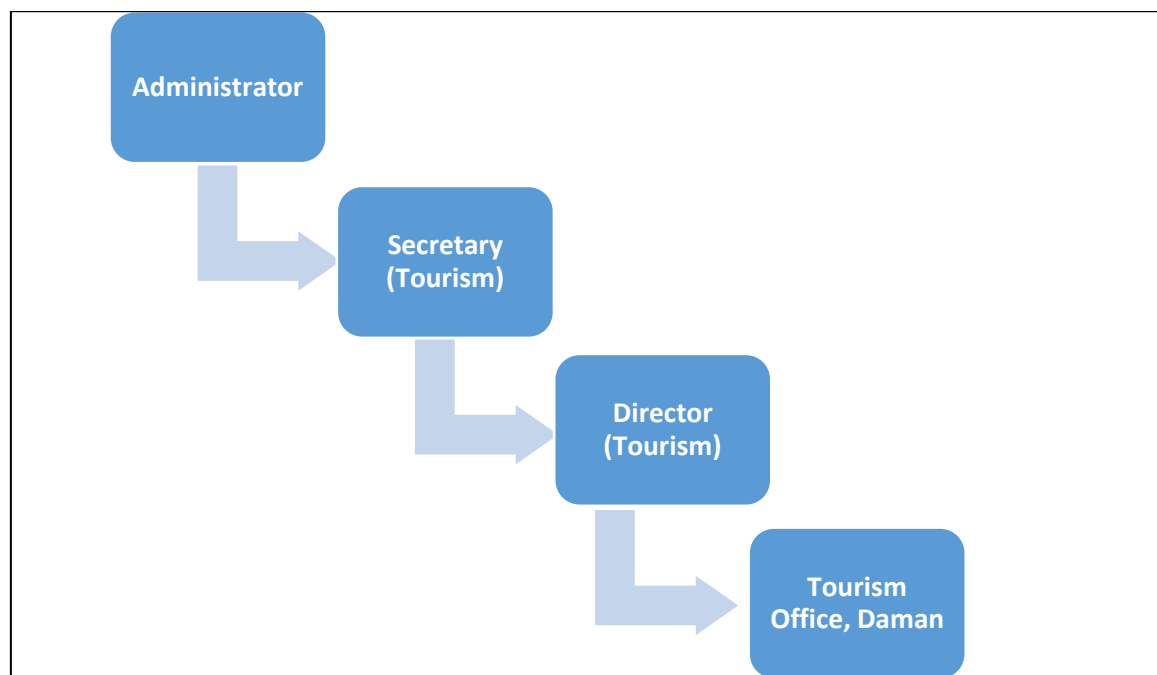 Administrator
Secretary
(Tourism)
Director
(Tourism)
Tourism
Office, Daman